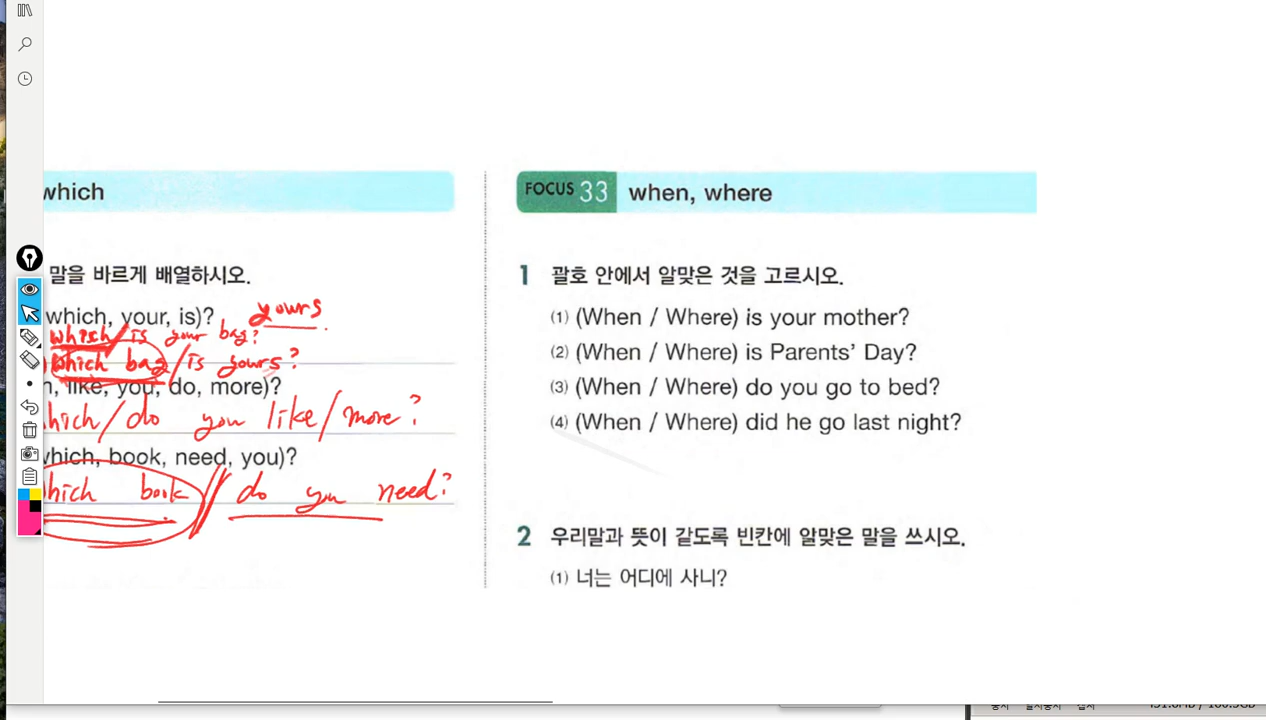 which
말을 바르게 배열하시오.
which, your, is)?
yours
which / is your bag?
which bag / is yours?
, like, you, do, more)?
hich / do you like / more?
hich, book, need, you)?
hich book // do you need?
FOCUS 33 when, where
1 괄호 안에서 알맞은 것을 고르시오.
(1) (When / Where) is your mother?
(2) (When / Where) is Parents' Day?
(3) (When / Where) do you go to bed?
(4) (When / Where) did he go last night?
2 우리말과 뜻이 같도록 빈칸에 알맞은 말을 쓰시오.
(1) 너는 어디에 사니?